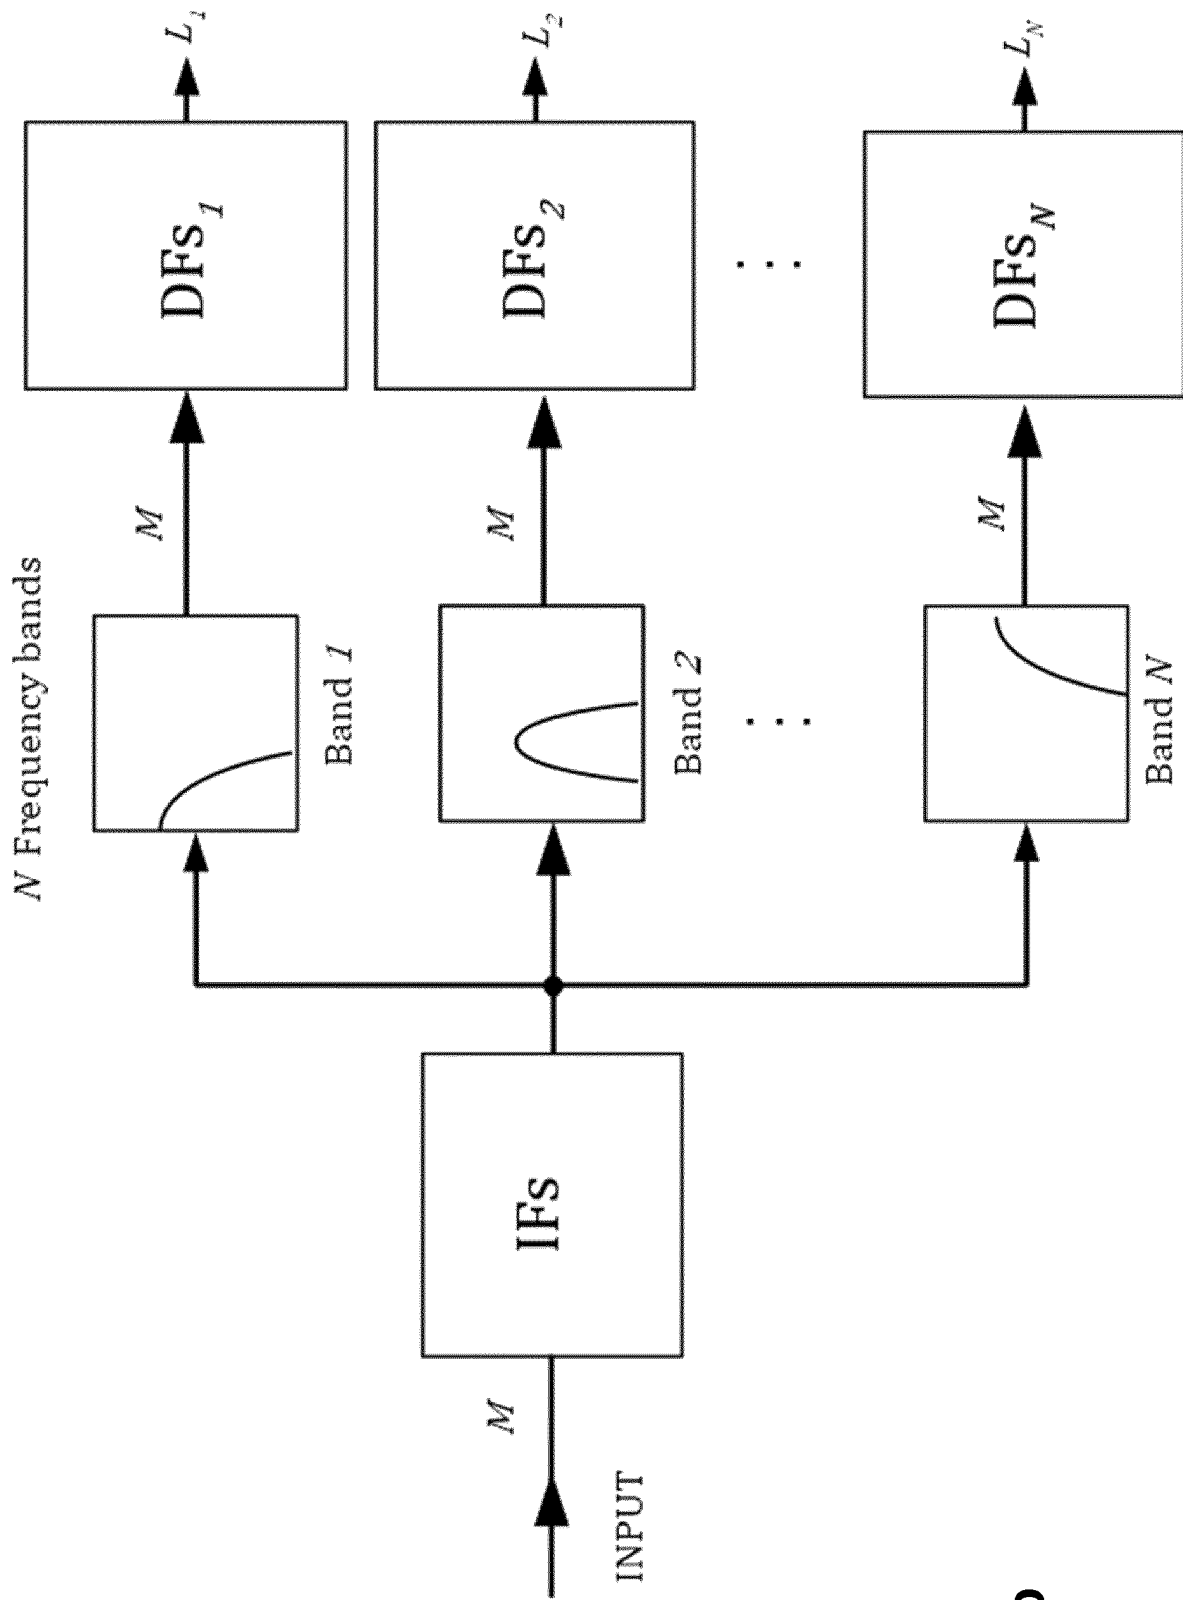 N Frequency bands
INPUT
M
IFs
Band 1
M
DFs1
L1
Band 2
M
DFs2
L2
. . .
. . .
Band N
M
DFsN
LN